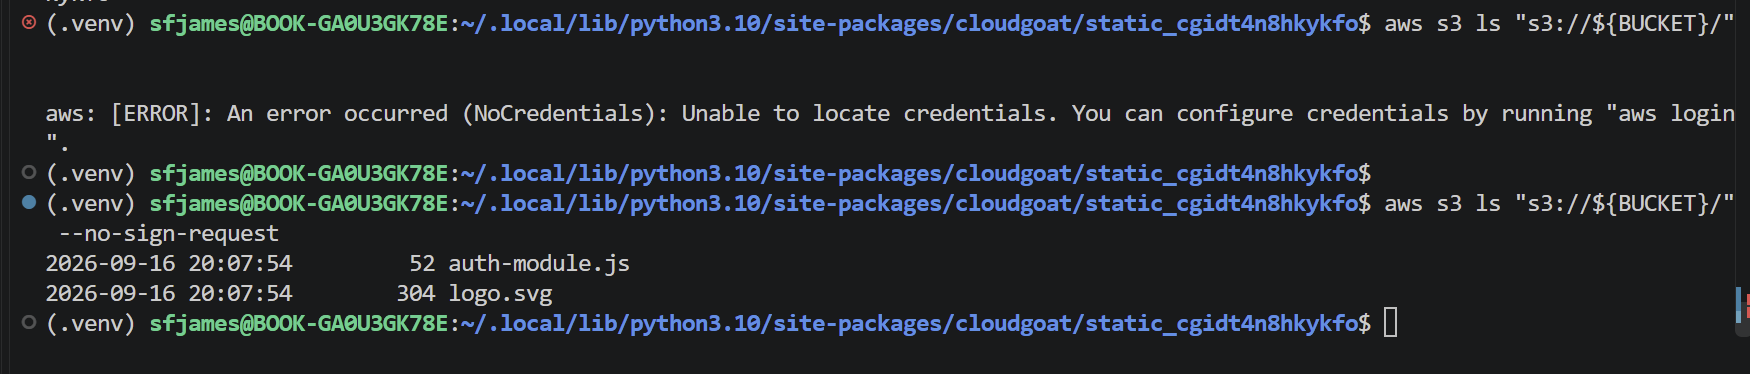 (.venv) sfjames@BOOK-GA0U3GK78E:~/.local/lib/python3.10/site-packages/cloudgoat/static_cgidt4n8hkykfo$ aws s3 ls "s3://${BUCKET}/"
aws: [ERROR]: An error occurred (NoCredentials): Unable to locate credentials. You can configure credentials by running "aws login
".
(.venv) sfjames@BOOK-GA0U3GK78E:~/.local/lib/python3.10/site-packages/cloudgoat/static_cgidt4n8hkykfo$
(.venv) sfjames@BOOK-GA0U3GK78E:~/.local/lib/python3.10/site-packages/cloudgoat/static_cgidt4n8hkykfo$ aws s3 ls "s3://${BUCKET}/"
 --no-sign-request
2026-09-16 20:07:54         52 auth-module.js
2026-09-16 20:07:54        304 logo.svg
(.venv) sfjames@BOOK-GA0U3GK78E:~/.local/lib/python3.10/site-packages/cloudgoat/static_cgidt4n8hkykfo$